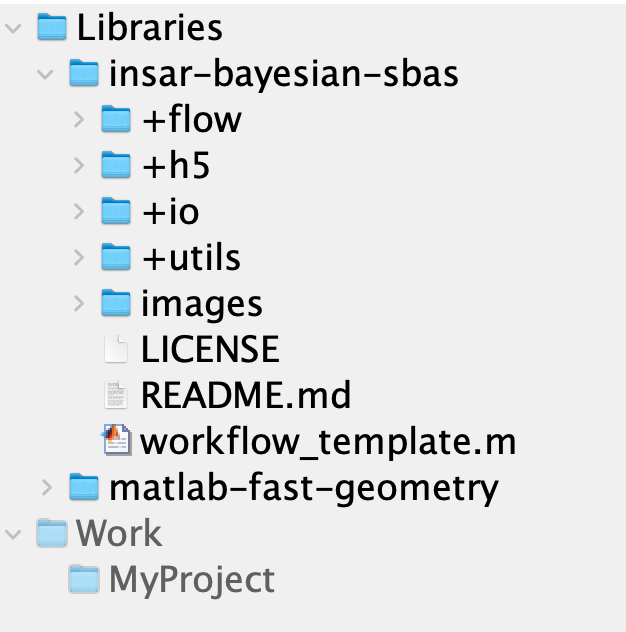 Libraries
insar-bayesian-sbas
+flow
+h5
+io
+utils
images
LICENSE
README.md
workflow_template.m
matlab-fast-geometry
Work
MyProject